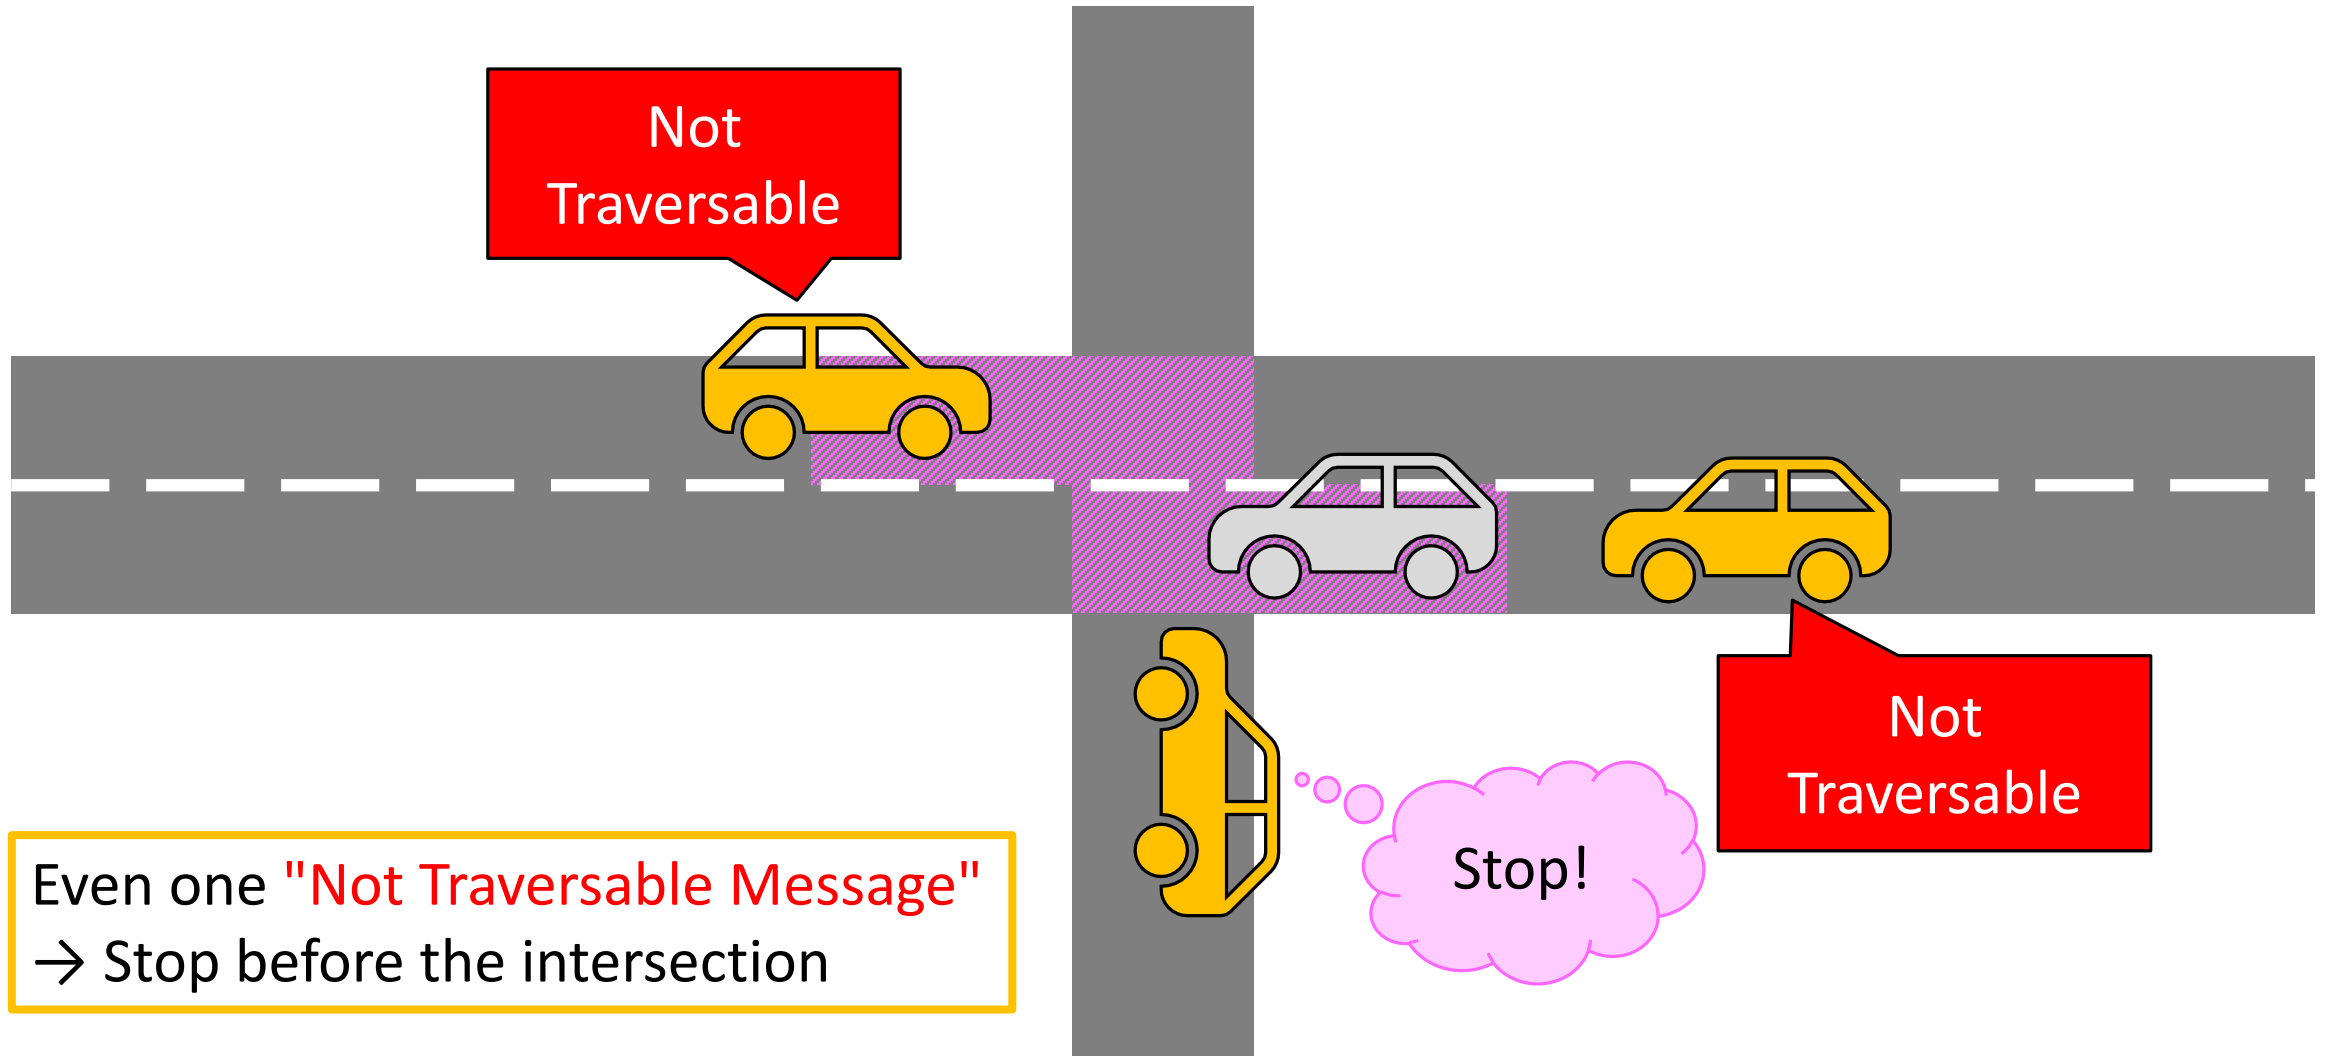 Not
Traversable
Not
Traversable
Stop!
Even one "Not Traversable Message"
→ Stop before the intersection